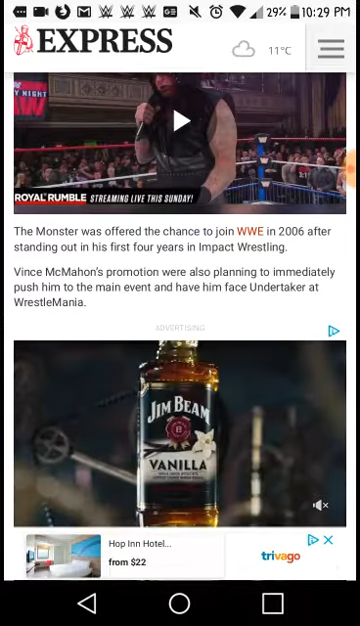 29% 10:29 PM
EXPRESS
11°C
Y NIGHT
ROYAL RUMBLE STREAMING LIVE THIS SUNDAY!
The Monster was offered the chance to join WWE in 2006 after
standing out in his first four years in Impact Wrestling.
Vince McMahon's promotion were also planning to immediately
push him to the main event and have him face Undertaker at
WrestleMania.
ADVERTISING
JIM BEAM
VANILLA
Hop Inn Hotel...
from $22
trivago